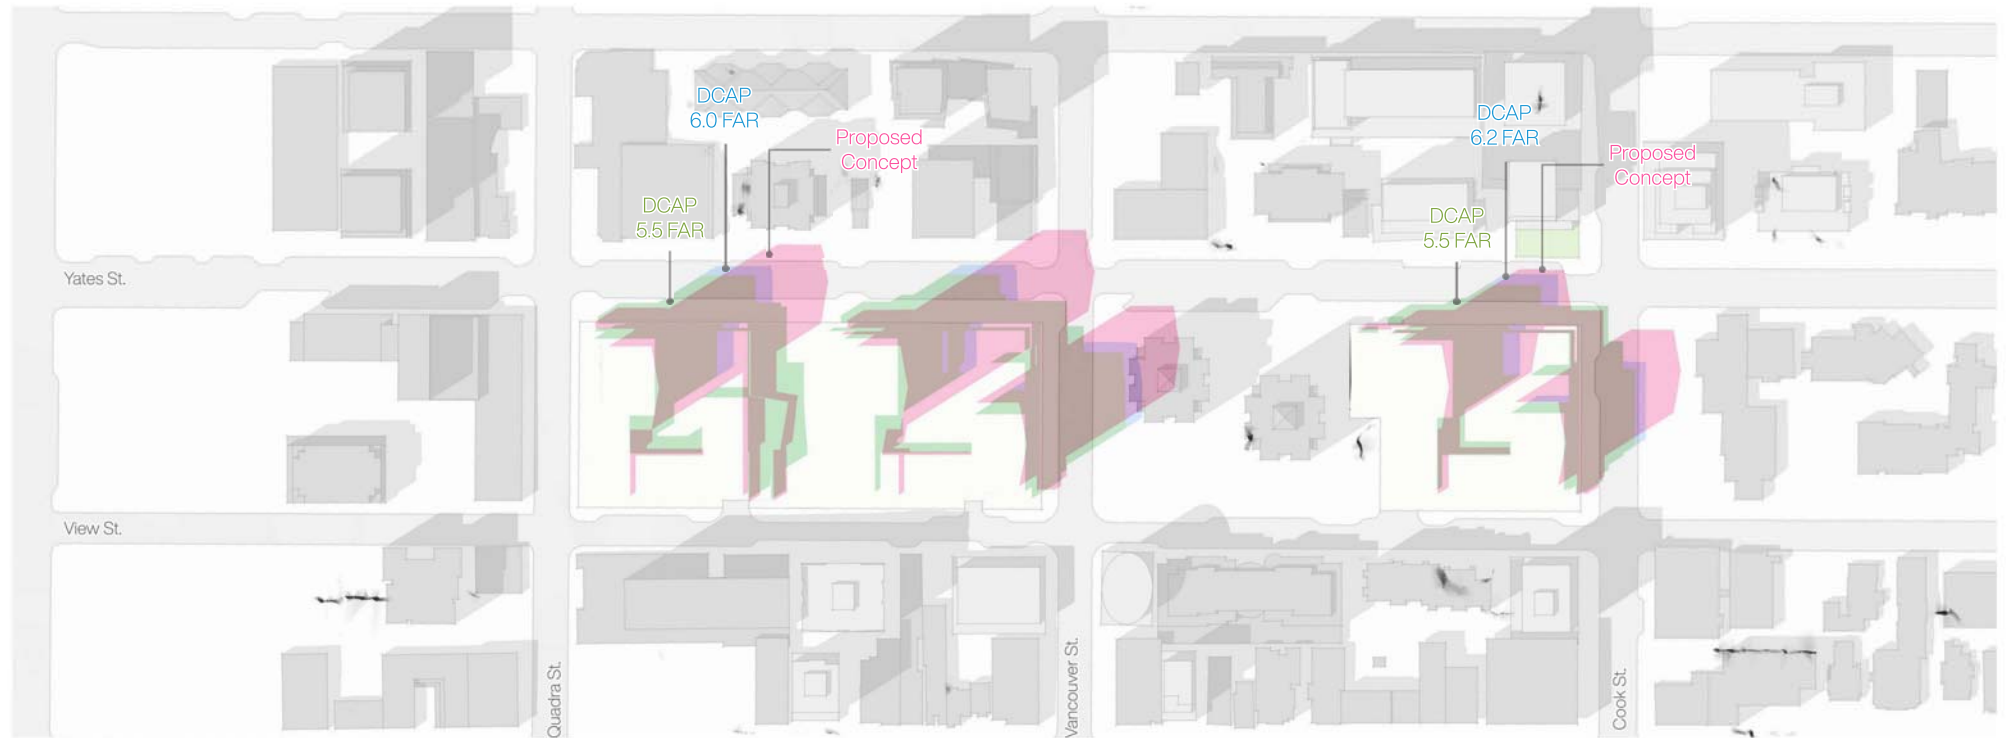 DCAP
6.0 FAR
Proposed
Concept
DCAP
5.5 FAR
DCAP
6.2 FAR
Proposed
Concept
DCAP
5.5 FAR
Yates St.
View St.
Quadra St.
Vancouver St.
Cook St.